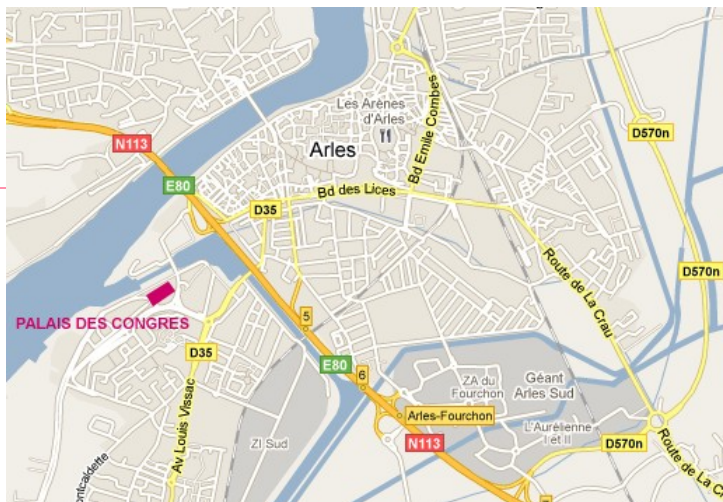 D570n
Les Arènes
d'Arles
N113
Arles
Bd Emile Combes
E80
Bd des Lices
D35
Route de La Crau
D570n
PALAIS DES CONGRES
5
D35
E80
6
ZA du
Fourchon
Géant
Arles Sud
Av Louis Vissac
Arles-Fourchon
L'Aurélienne
I et II
ZI Sud
N113
D570n
Route de La C
ontcaldette